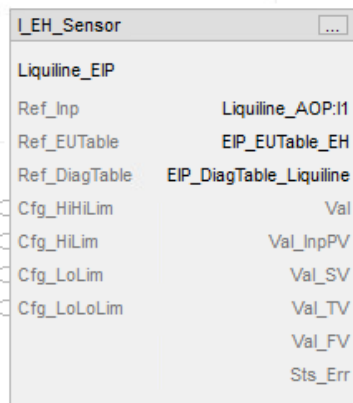 I_EH_Sensor ...
Liquiline_EIP
Ref_Inp Liquiline_AOP:I1
Ref_EUTable EIP_EUTable_EH
Ref_DiagTable EIP_DiagTable_Liquiline
Cfg_HiHiLim Val
Cfg_HiLim Val_InpPV
Cfg_LoLim Val_SV
Cfg_LoLoLim Val_TV
Val_FV
Sts_Err